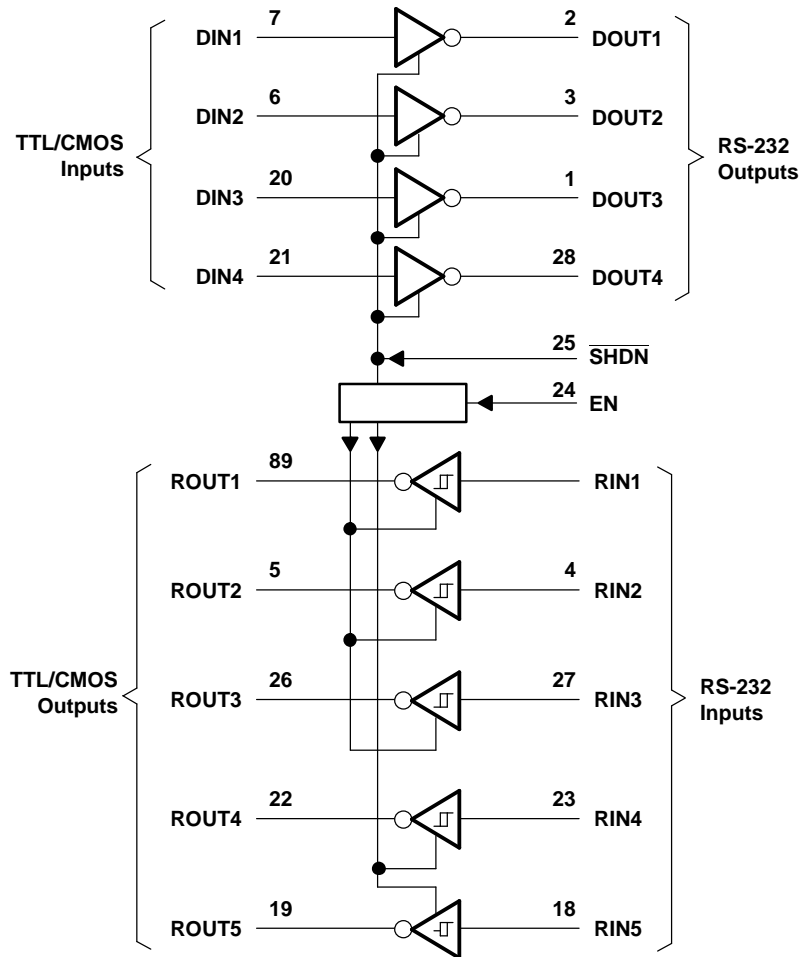 DIN1 7 2 DOUT1
DIN2 6 3 DOUT2
TTL/CMOS
Inputs
RS-232
Outputs
DIN3 20 1 DOUT3
DIN4 21 28 DOUT4
25 SHDN
24 EN
ROUT1 89 RIN1
ROUT2 5 4 RIN2
TTL/CMOS
Outputs
ROUT3 26 27 RIN3
RS-232
Inputs
ROUT4 22 23 RIN4
ROUT5 19 18 RIN5